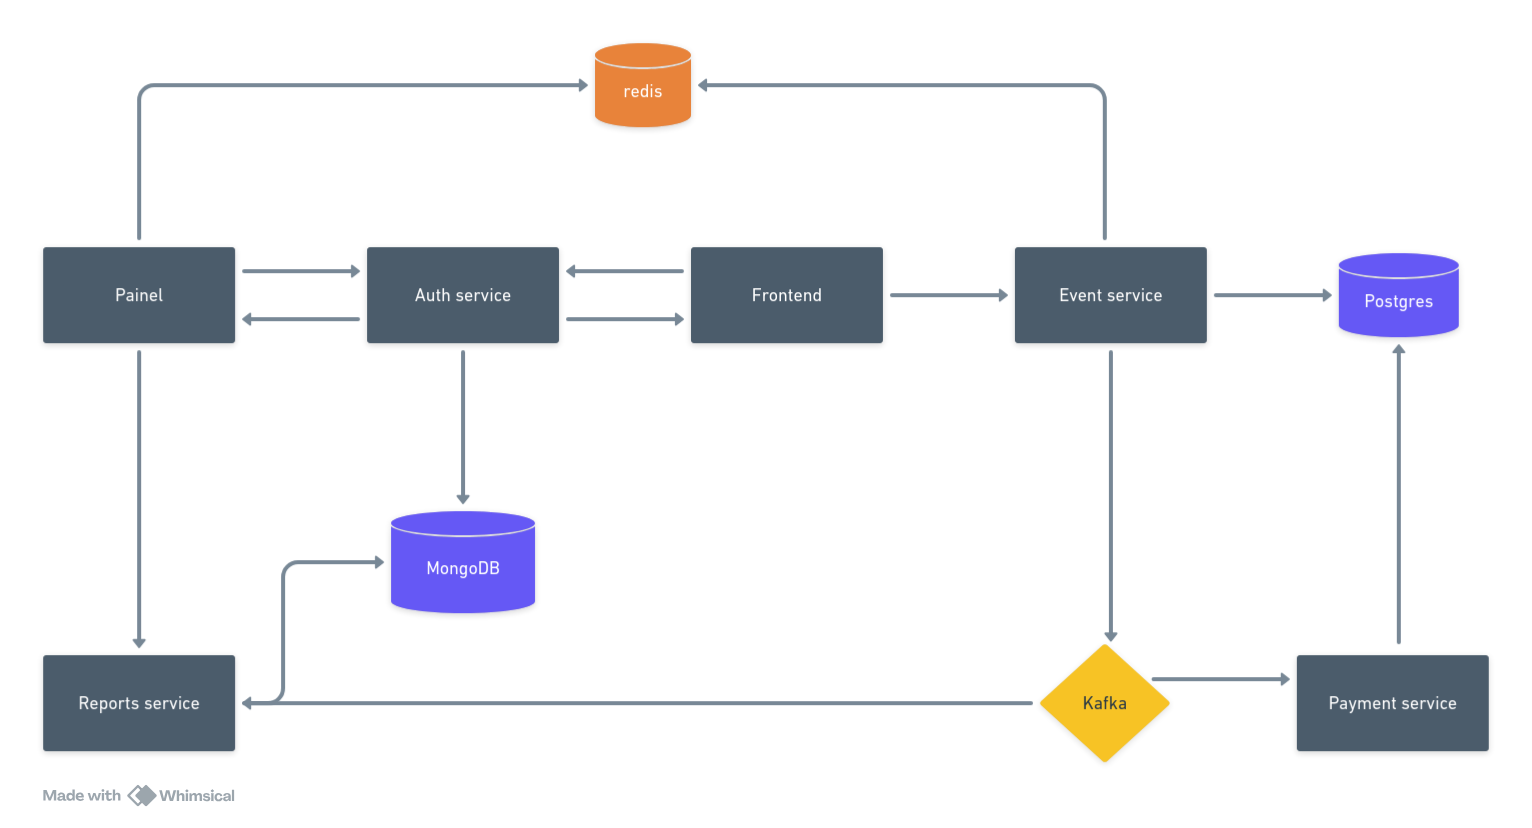 redis
Painel
Auth service
Frontend
Event service
Postgres
MongoDB
Reports service
Kafka
Payment service
Made with Whimsical